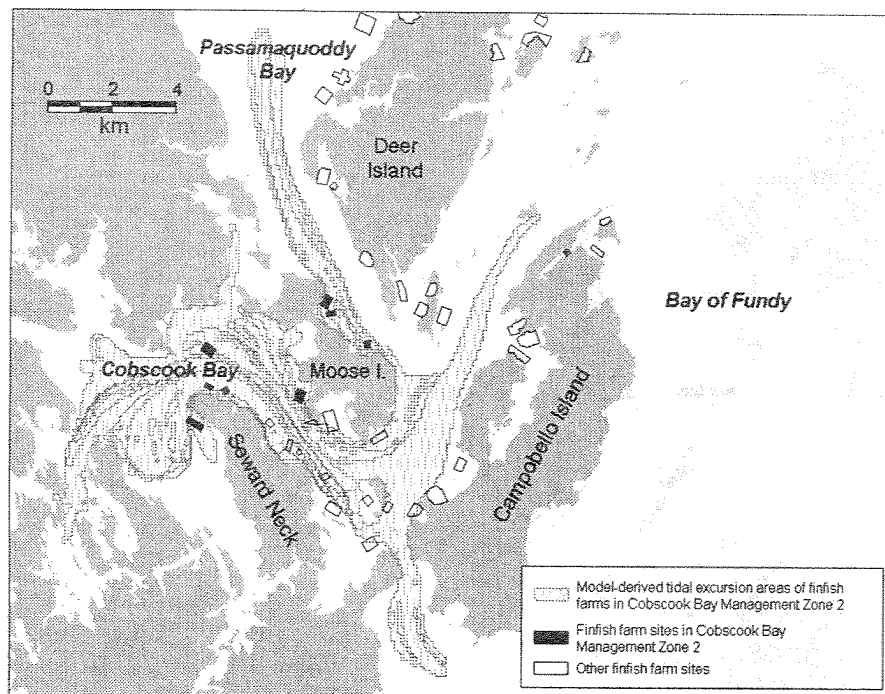 Passamaquoddy
Bay
0 2 4
km
Deer
Island
Bay of Fundy
Cobscook Bay
Moose I.
Seward Neck
Campobello Island
Model-derived tidal excursion areas of finfish
farms in Cobscook Bay Management Zone 2
Finfish farm sites in Cobscook Bay
Management Zone 2
Other finfish farm sites